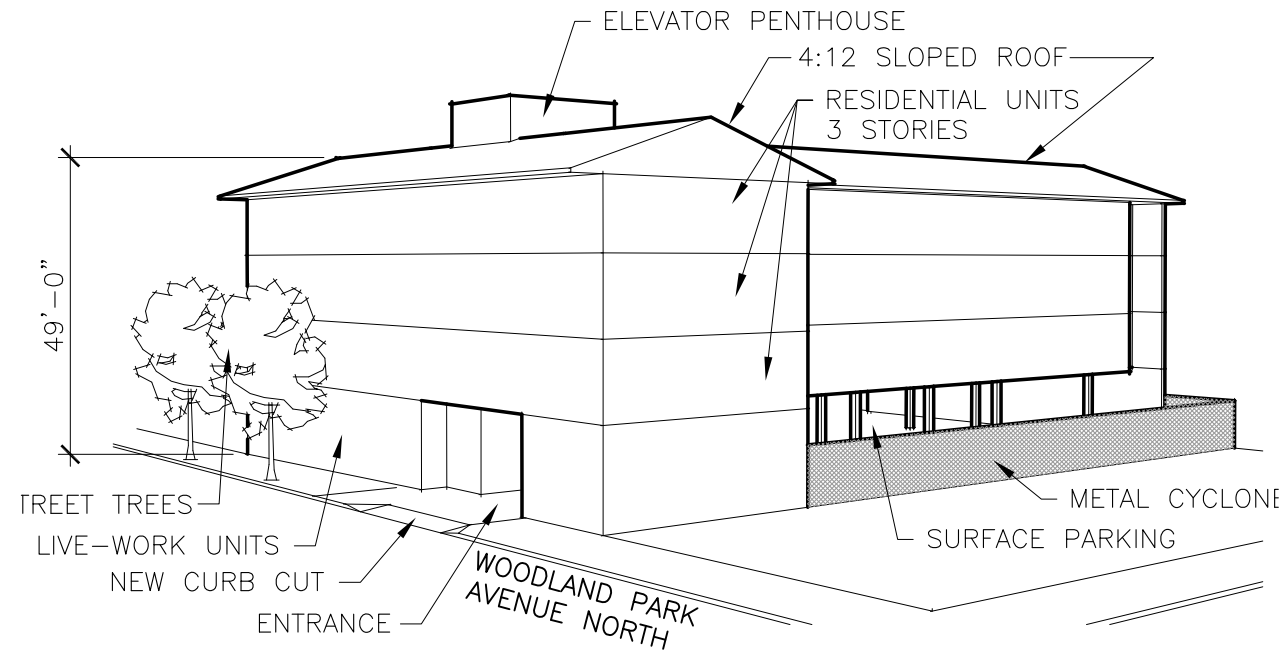 ELEVATOR PENTHOUSE
4:12 SLOPED ROOF
RESIDENTIAL UNITS
3 STORIES
49'-0"
TREET TREES
METAL CYCLONE
LIVE-WORK UNITS
SURFACE PARKING
NEW CURB CUT
WOODLAND PARK
AVENUE NORTH
ENTRANCE